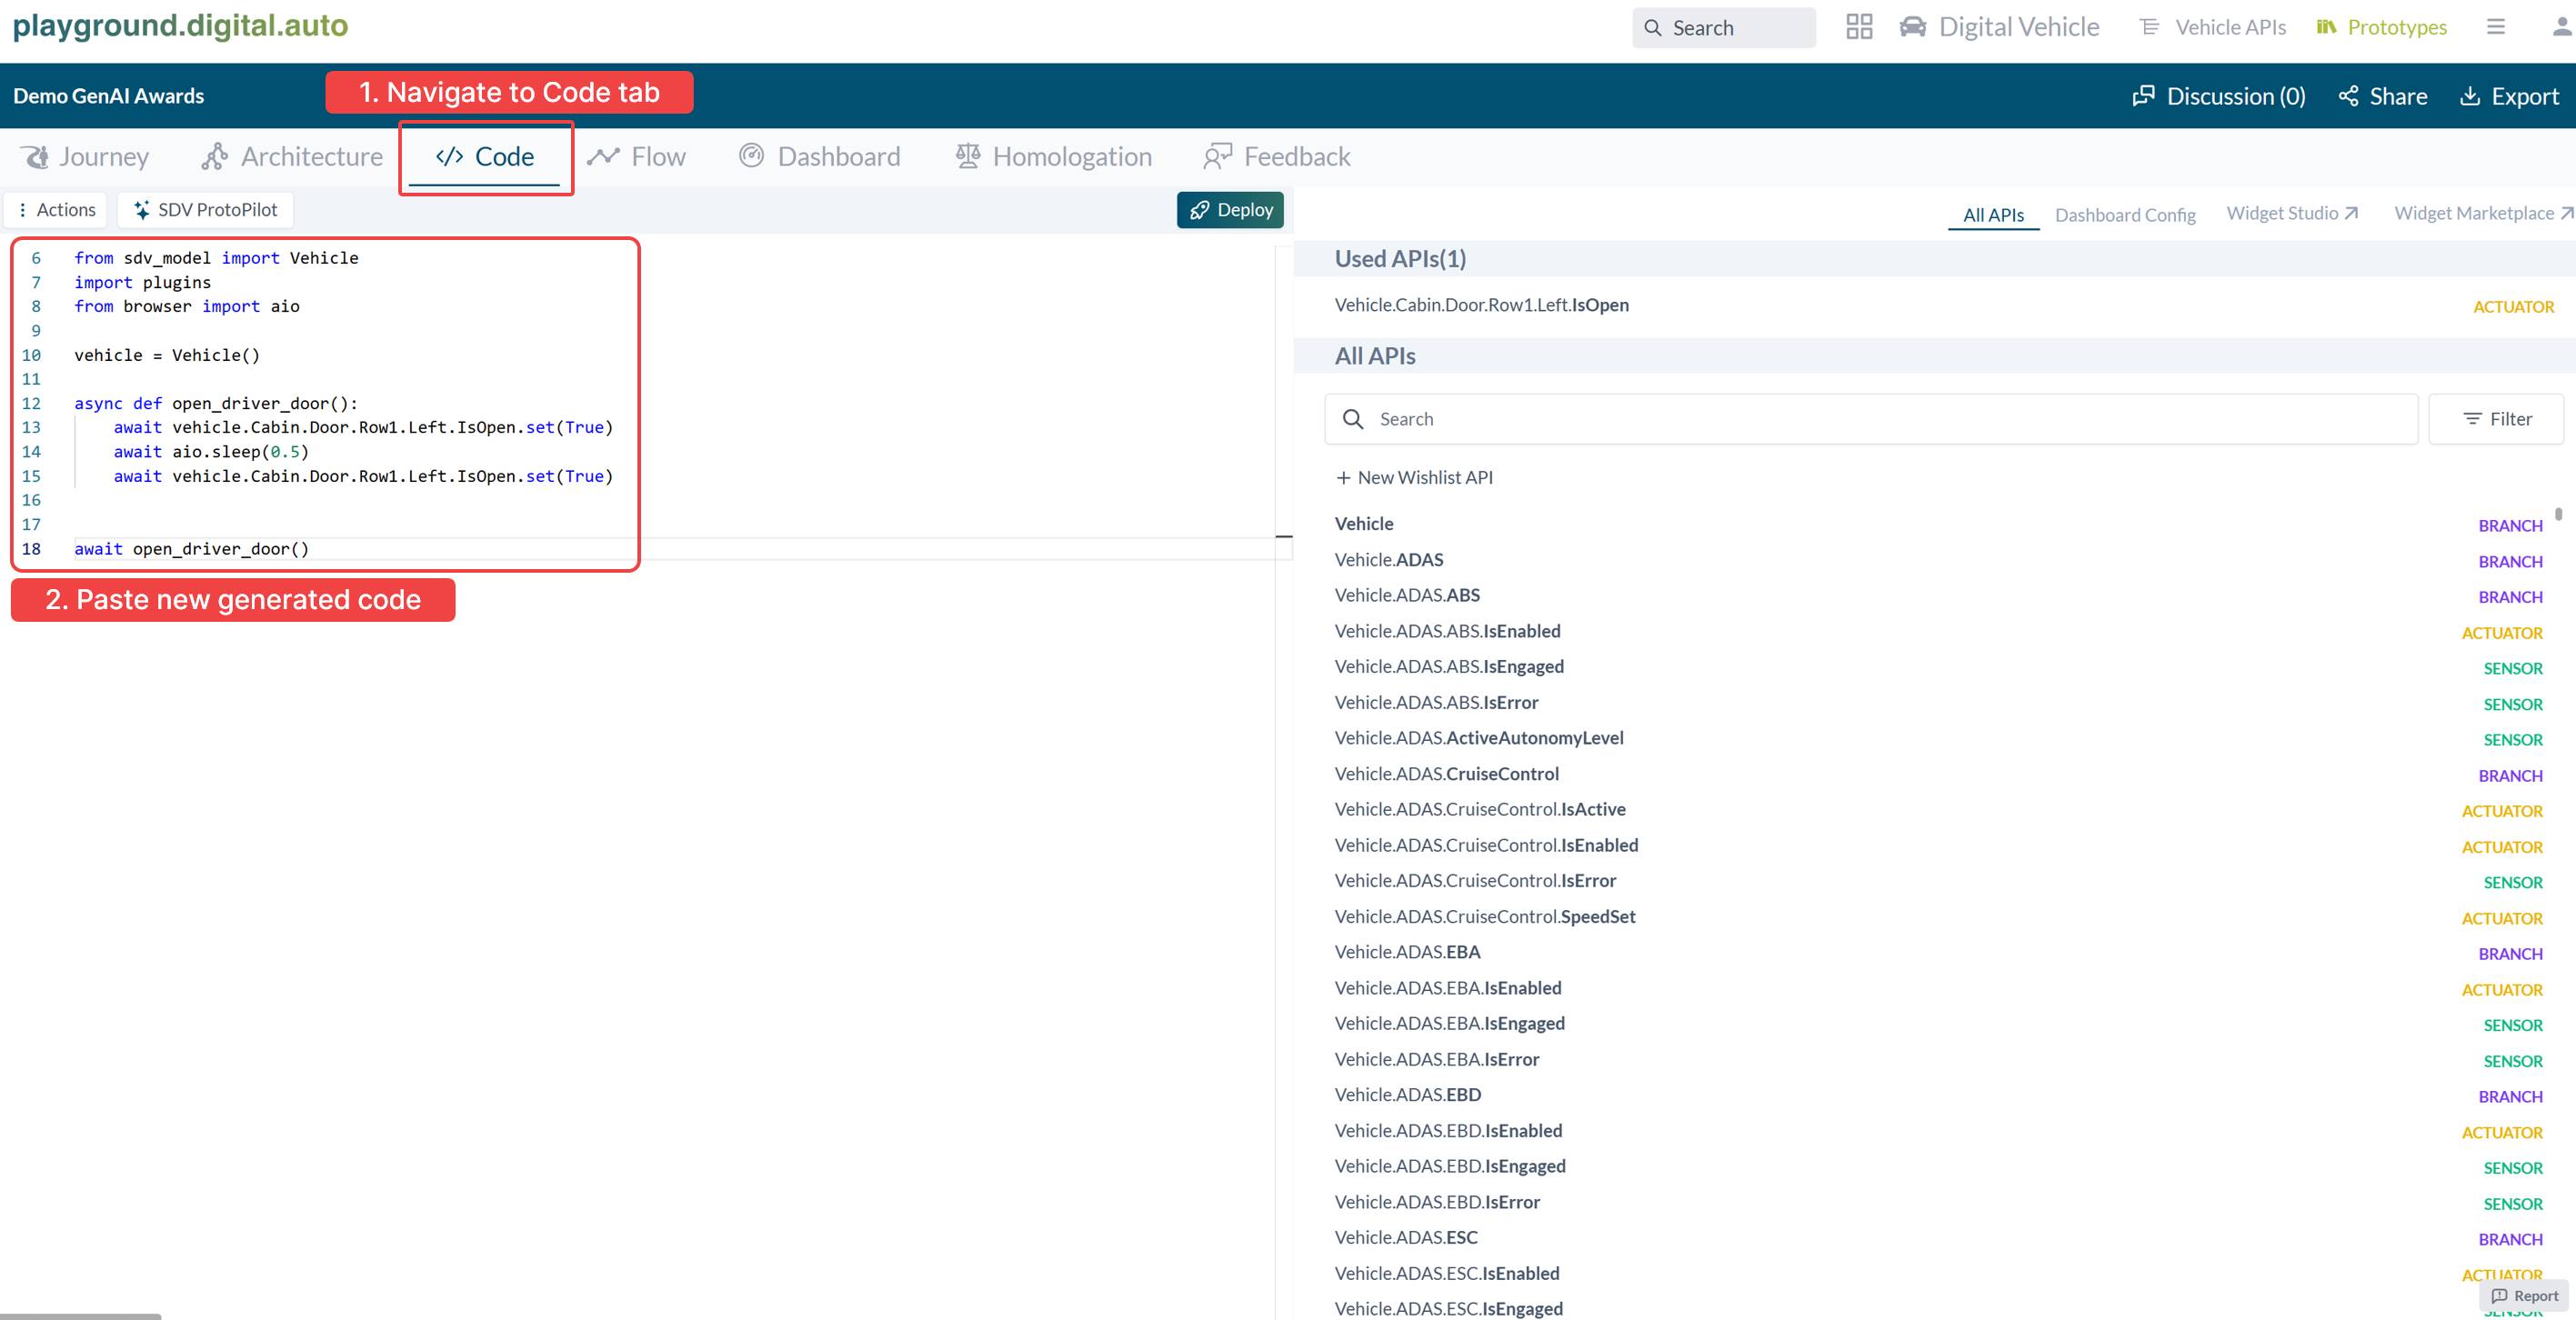 playground.digital.auto
Search
Digital Vehicle
Vehicle APIs
Prototypes
Demo GenAI Awards
1. Navigate to Code tab
Discussion (0)
Share
Export
Journey
Architecture
</> Code
Flow
Dashboard
Homologation
Feedback
Actions
SDV ProtoPilot
Deploy
All APIs
Dashboard Config
Widget Studio
Widget Marketplace
6 from sdv_model import Vehicle
7 import plugins
8 from browser import aio
9
10 vehicle = Vehicle()
11
12 async def open_driver_door():
13 await vehicle.Cabin.Door.Row1.Left.IsOpen.set(True)
14 await aio.sleep(0.5)
15 await vehicle.Cabin.Door.Row1.Left.IsOpen.set(True)
16
17
18 await open_driver_door()
2. Paste new generated code
Used APIs(1)
Vehicle.Cabin.Door.Row1.Left.IsOpen ACTUATOR
All APIs
Search
Filter
+ New Wishlist API
Vehicle BRANCH
Vehicle.ADAS BRANCH
Vehicle.ADAS.ABS BRANCH
Vehicle.ADAS.ABS.IsEnabled ACTUATOR
Vehicle.ADAS.ABS.IsEngaged SENSOR
Vehicle.ADAS.ABS.IsError SENSOR
Vehicle.ADAS.ActiveAutonomyLevel SENSOR
Vehicle.ADAS.CruiseControl BRANCH
Vehicle.ADAS.CruiseControl.IsActive ACTUATOR
Vehicle.ADAS.CruiseControl.IsEnabled ACTUATOR
Vehicle.ADAS.CruiseControl.IsError SENSOR
Vehicle.ADAS.CruiseControl.SpeedSet ACTUATOR
Vehicle.ADAS.EBA BRANCH
Vehicle.ADAS.EBA.IsEnabled ACTUATOR
Vehicle.ADAS.EBA.IsEngaged SENSOR
Vehicle.ADAS.EBA.IsError SENSOR
Vehicle.ADAS.EBD BRANCH
Vehicle.ADAS.EBD.IsEnabled ACTUATOR
Vehicle.ADAS.EBD.IsEngaged SENSOR
Vehicle.ADAS.EBD.IsError SENSOR
Vehicle.ADAS.ESC BRANCH
Vehicle.ADAS.ESC.IsEnabled ACTUATOR
Report
Vehicle.ADAS.ESC.IsEngaged SENSOR